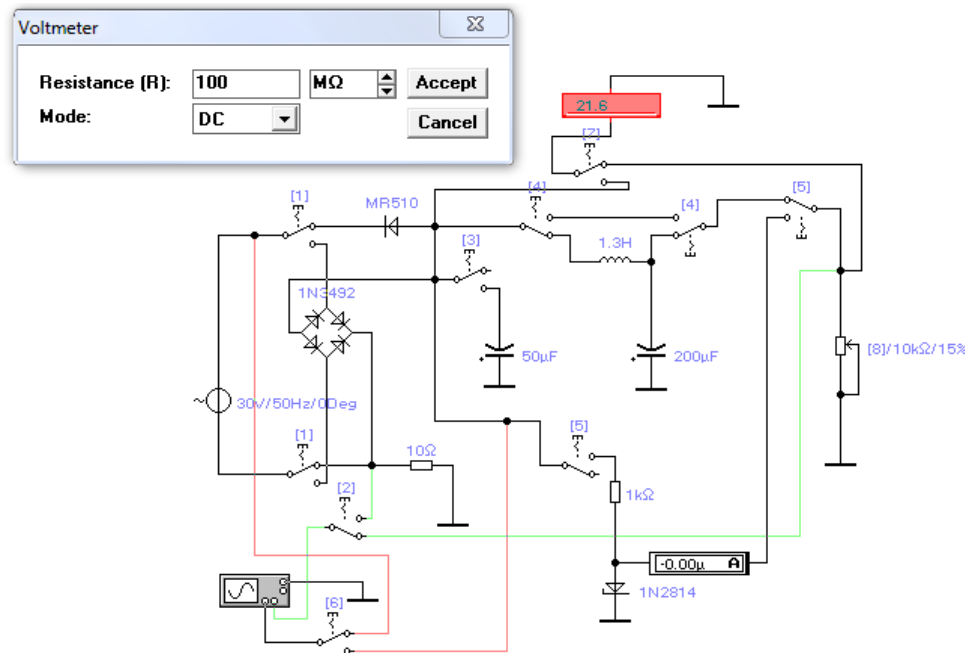 Voltmeter
Resistance (R): 100 MΩ Accept
Mode: DC Cancel
21.6
[7]
[1]
MR510
[4]
[4]
[5]
[3]
1.3H
1N3492
50µF
200µF
[8]/10kΩ/15%
~ 30V/50Hz/0Deg
[1]
10Ω
[5]
[2]
1kΩ
-0.00µ A
1N2814
[6]